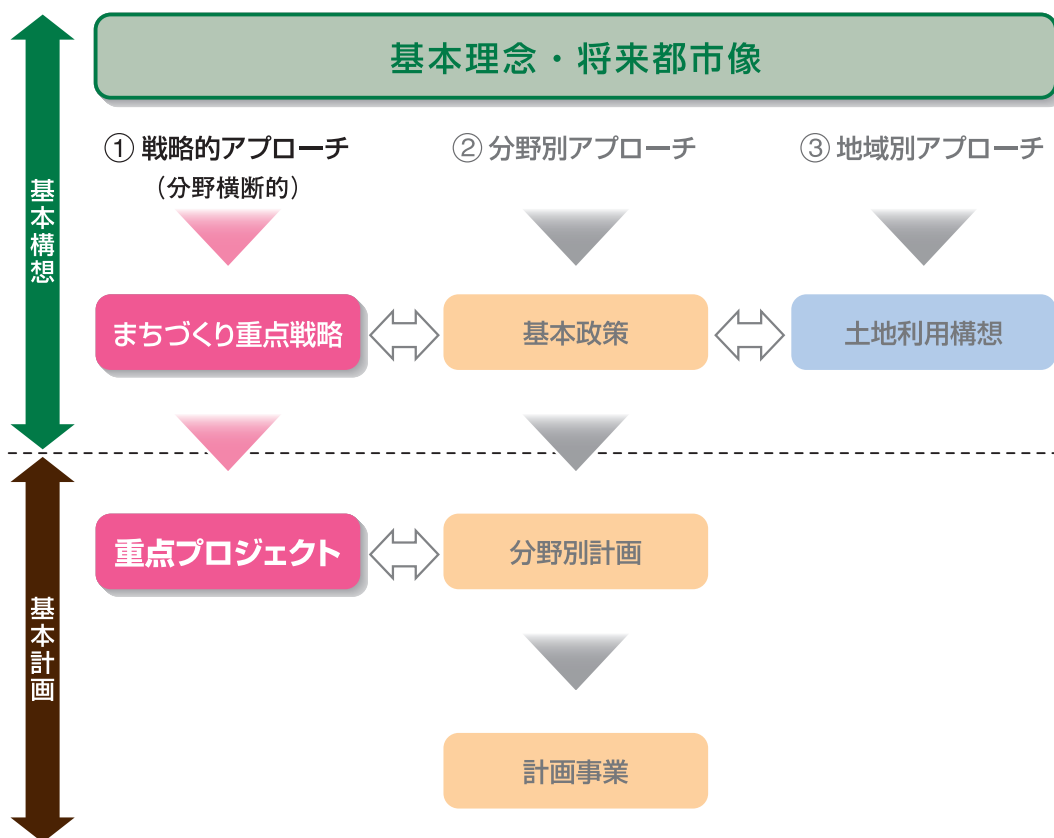 基本理念・将来都市像
① 戦略的アプローチ
（分野横断的）
② 分野別アプローチ
③ 地域別アプローチ
基本構想
まちづくり重点戦略
基本政策
土地利用構想
基本計画
重点プロジェクト
分野別計画
計画事業